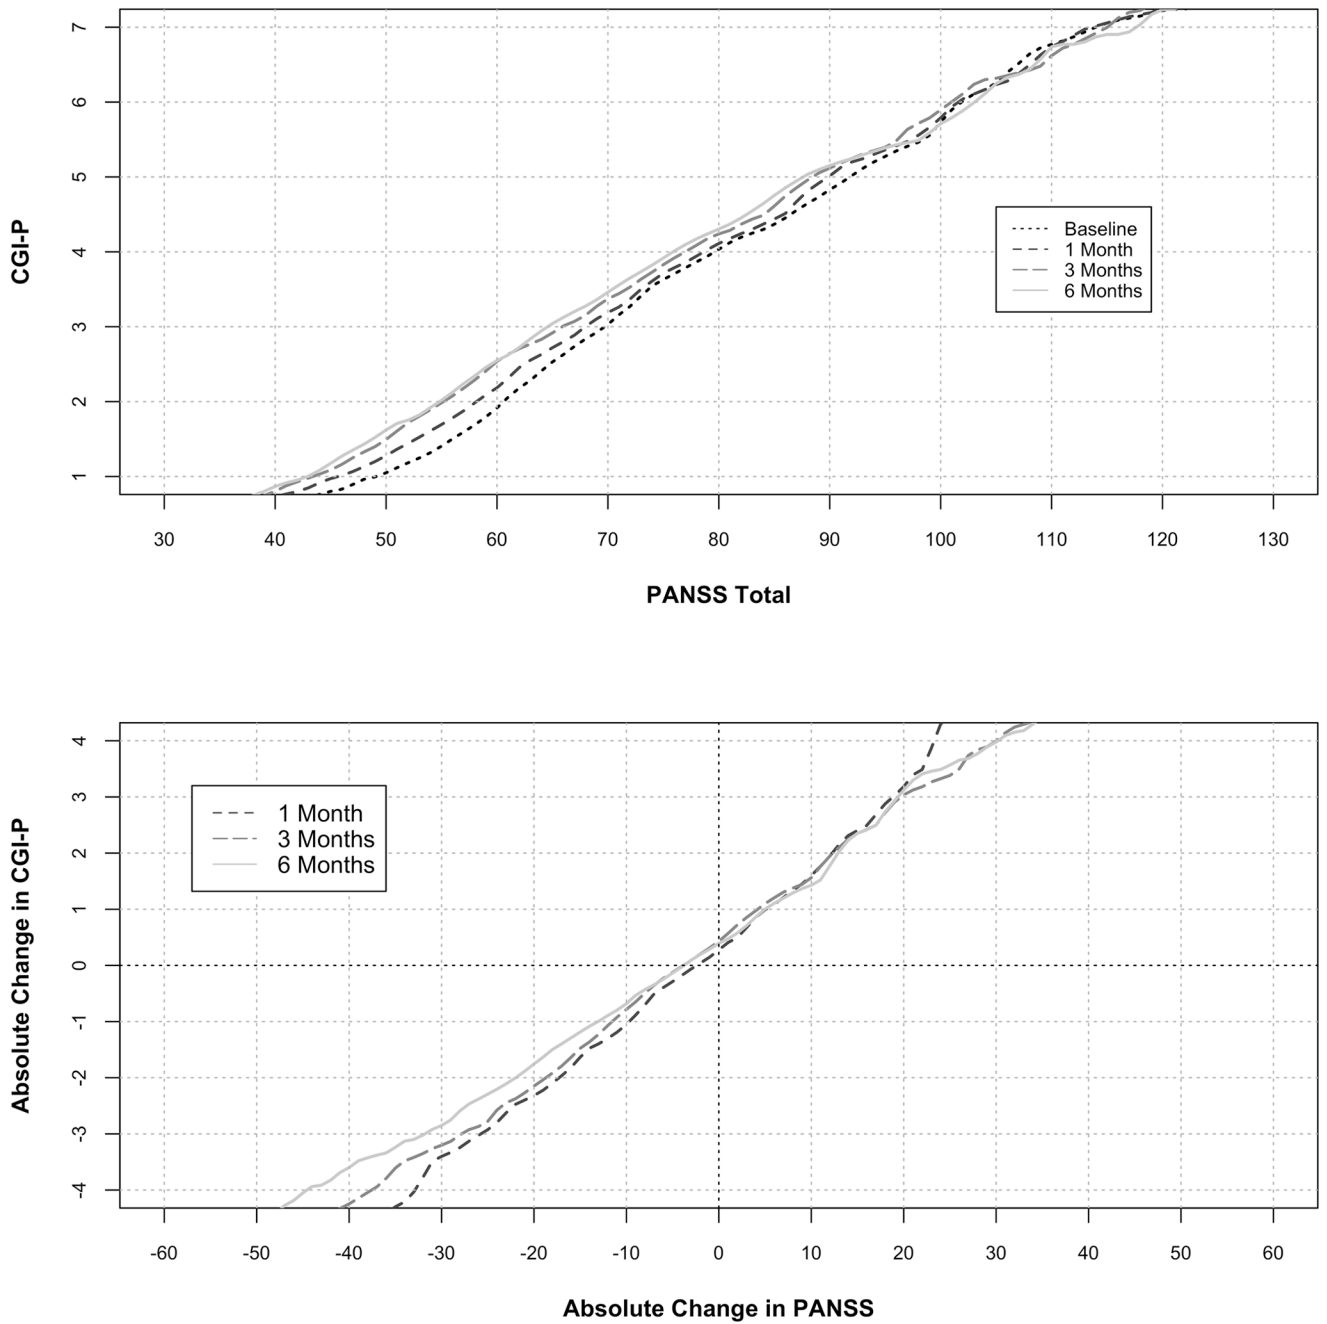 7
6
5
4
3
2
1
CGI-P
Baseline
1 Month
3 Months
6 Months
30 40 50 60 70 80 90 100 110 120 130
PANSS Total
4
3
2
1
0
-1
-2
-3
-4
Absolute Change in CGI-P
1 Month
3 Months
6 Months
-60 -50 -40 -30 -20 -10 0 10 20 30 40 50 60
Absolute Change in PANSS